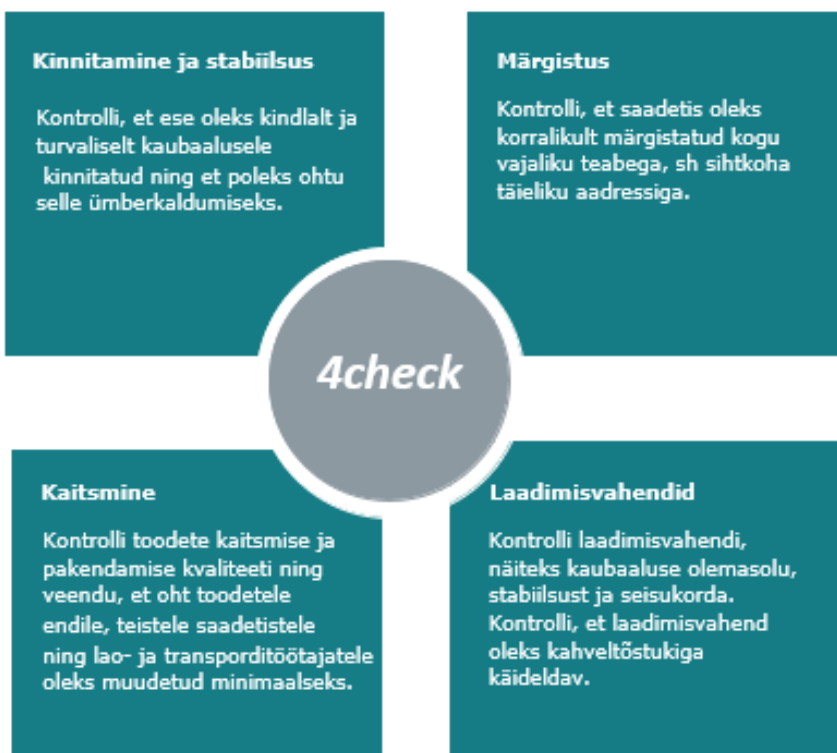 Kinnitamine ja stabiilsus
Kontrolli, et ese oleks kindlalt ja
turvaliselt kaubaalusele
kinnitatud ning et poleks ohtu
selle ümberkaldumiseks.
Märgistus
Kontrolli, et saadetis oleks
korralikult märgistatud kogu
vajaliku teabega, sh sihtkoha
täieliku aadressiga.
4check
Kaitsmine
Kontrolli toodete kaitsmise ja
pakendamise kvaliteeti ning
veendu, et oht toodetele
endile, teistele saadetistele
ning lao- ja transporditöötajatele
oleks muudetud minimaalseks.
Laadimisvahendid
Kontrolli laadimisvahendi,
näiteks kaubaaluse olemasolu,
stabiilsust ja seisukorda.
Kontrolli, et laadimisvahend
oleks kahveltõstukiga
käideldav.